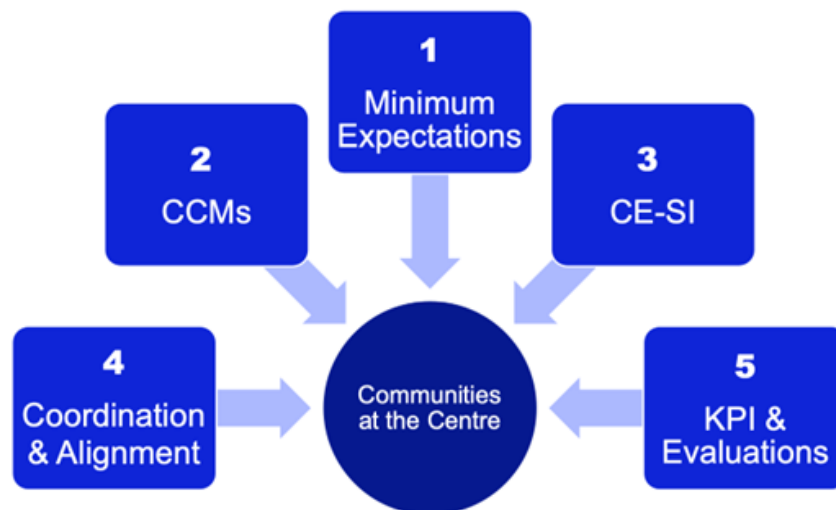 1
Minimum
Expectations
2
CCMs
3
CE-SI
4
Coordination
& Alignment
Communities
at the Centre
5
KPI &
Evaluations